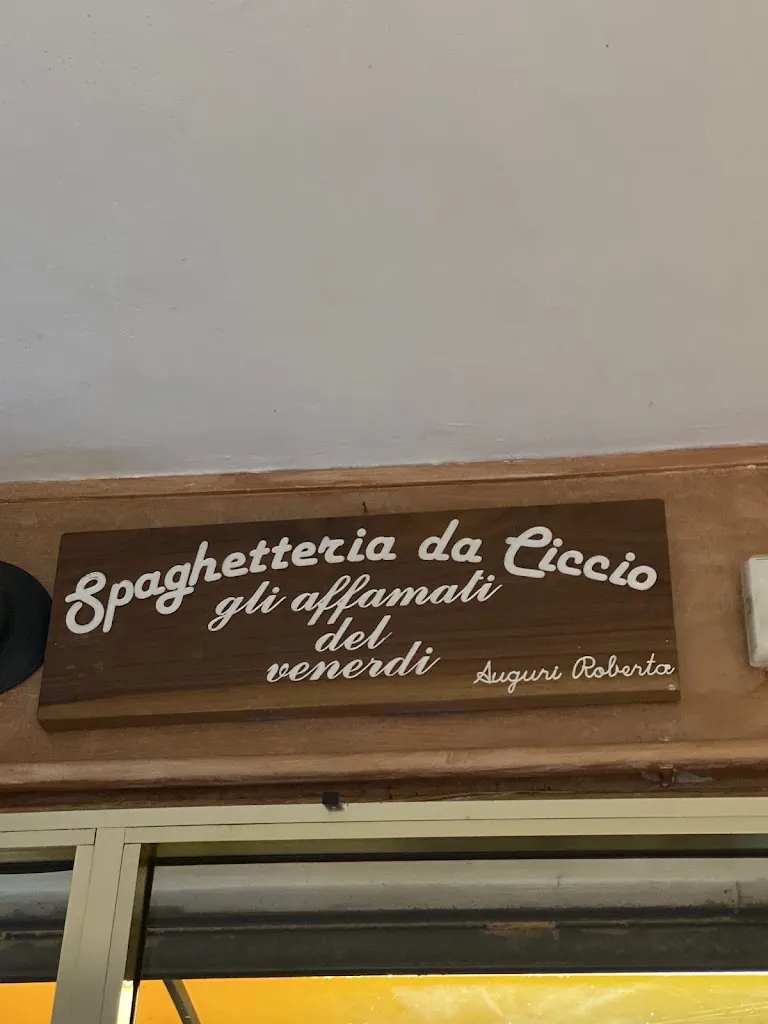 Spaghetteria da Ciccio
gli affamati
del
venerdi
Auguri Roberta